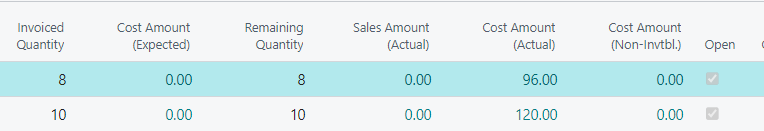 Invoiced Quantity Cost Amount (Expected) Remaining Quantity Sales Amount (Actual) Cost Amount (Actual) Cost Amount (Non-Invtbl.) Open
8 0.00 8 0.00 96.00 0.00
10 0.00 10 0.00 120.00 0.00